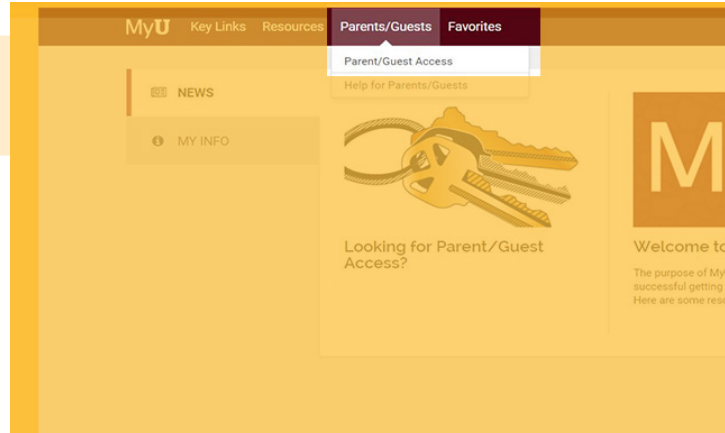 MyU Key Links Resources Parents/Guests Favorites
Parent/Guest Access
Help for Parents/Guests
NEWS
MY INFO
Looking for Parent/Guest
Access?
M
Welcome to
The purpose of My
successful getting
Here are some